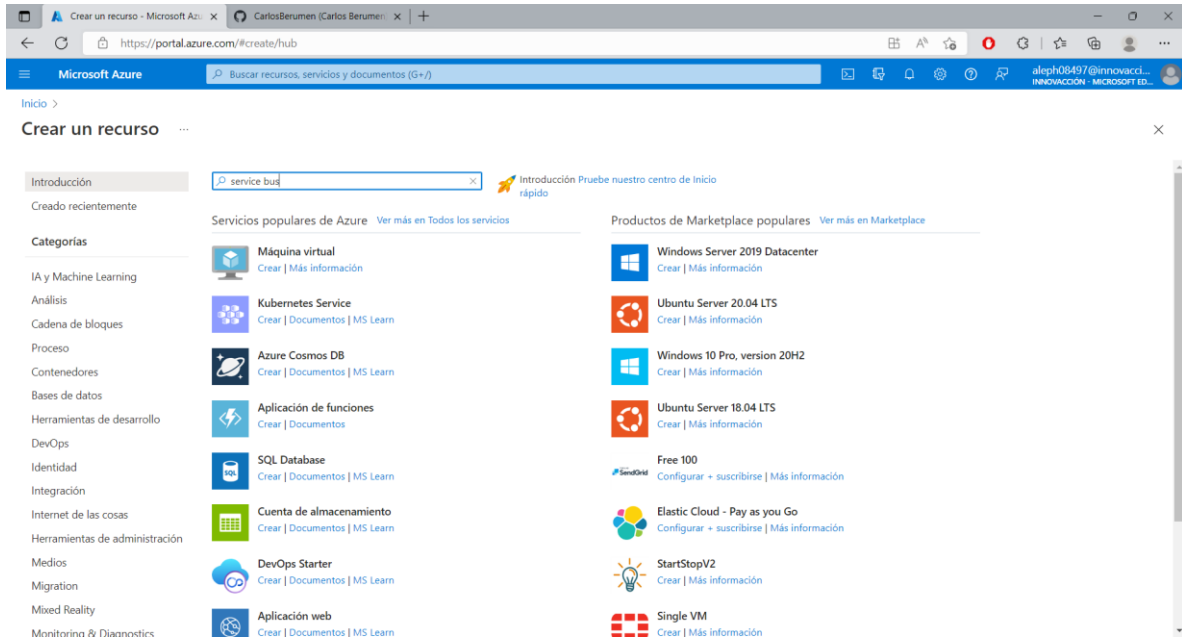 Crear un recurso - Microsoft Azu
CarlosBerumen (Carlos Berumen)
https://portal.azure.com/#create/hub
Microsoft Azure
Buscar recursos, servicios y documentos (G+/)
aleph08497@innovacci...
INNOVACCIÓN - MICROSOFT ED...
Inicio >
Crear un recurso ...
Introducción
Creado recientemente
Categorías
IA y Machine Learning
Análisis
Cadena de bloques
Proceso
Contenedores
Bases de datos
Herramientas de desarrollo
DevOps
Identidad
Integración
Internet de las cosas
Herramientas de administración
Medios
Migration
Mixed Reality
Monitoring & Diagnostics
service bus
Introducción Pruebe nuestro centro de Inicio
rápido
Servicios populares de Azure Ver más en Todos los servicios
Máquina virtual
Crear | Más información
Kubernetes Service
Crear | Documentos | MS Learn
Azure Cosmos DB
Crear | Documentos | MS Learn
Aplicación de funciones
Crear | Documentos
SQL
SQL Database
Crear | Documentos | MS Learn
Cuenta de almacenamiento
Crear | Documentos | MS Learn
DevOps Starter
Crear | Documentos | MS Learn
Aplicación web
Crear | Documentos | MS Learn
Productos de Marketplace populares Ver más en Marketplace
Windows Server 2019 Datacenter
Crear | Más información
Ubuntu Server 20.04 LTS
Crear | Más información
Windows 10 Pro, version 20H2
Crear | Más información
Ubuntu Server 18.04 LTS
Crear | Más información
SendGrid
Free 100
Configurar + suscribirse | Más información
Elastic Cloud - Pay as you Go
Configurar + suscribirse | Más información
StartStopV2
Crear | Más información
Single VM
Crear | Más información